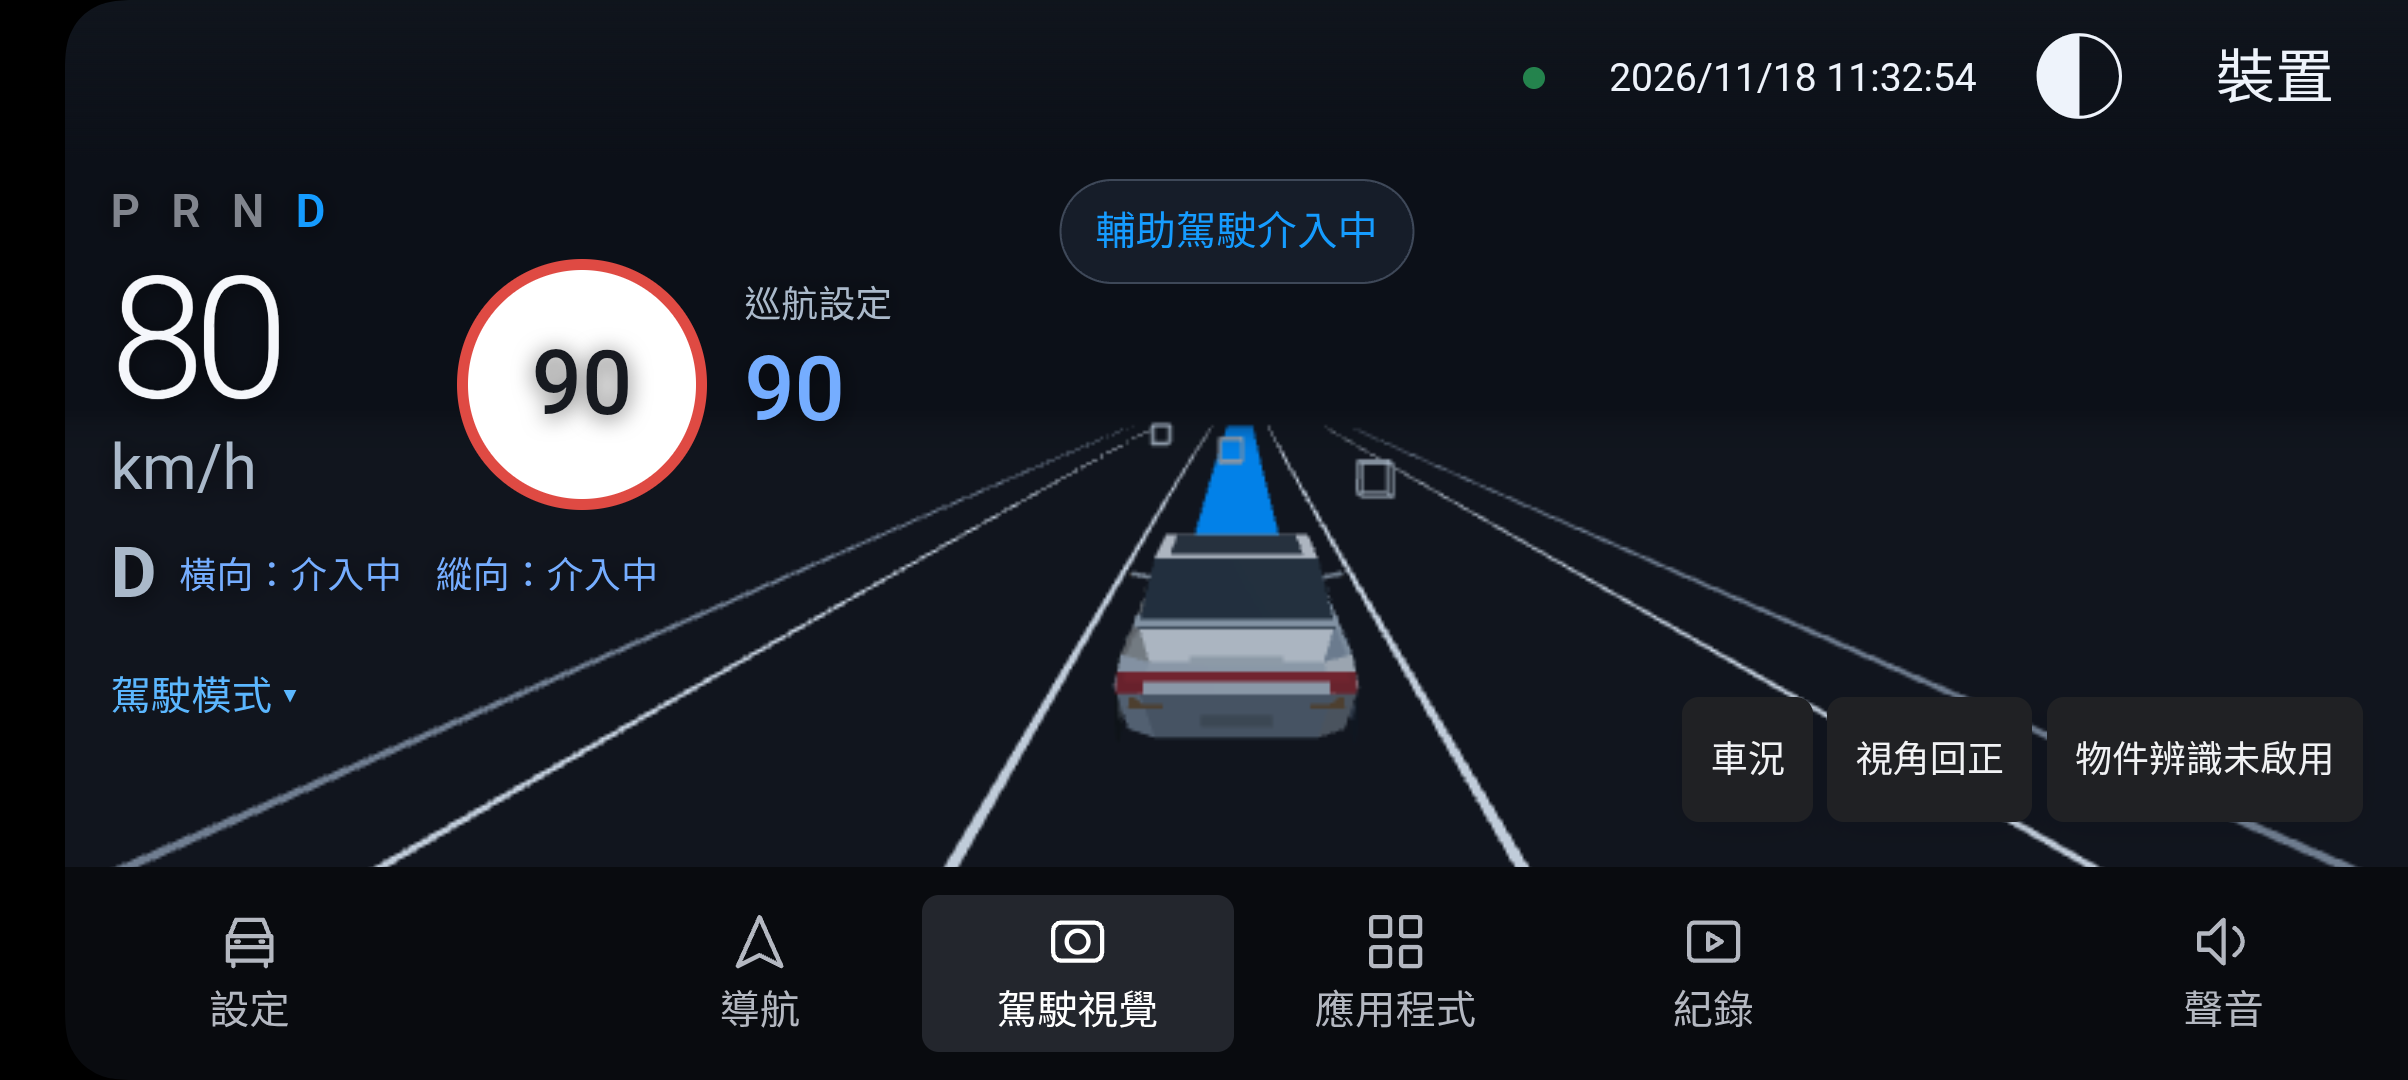 2026/11/18 11:32:54 裝置
P R N D
輔助駕駛介入中
80
km/h
90
巡航設定
90
D 橫向：介入中 縱向：介入中
駕駛模式 ▾
車況 視角回正 物件辨識未啟用
設定 導航 駕駛視覺 應用程式 紀錄 聲音